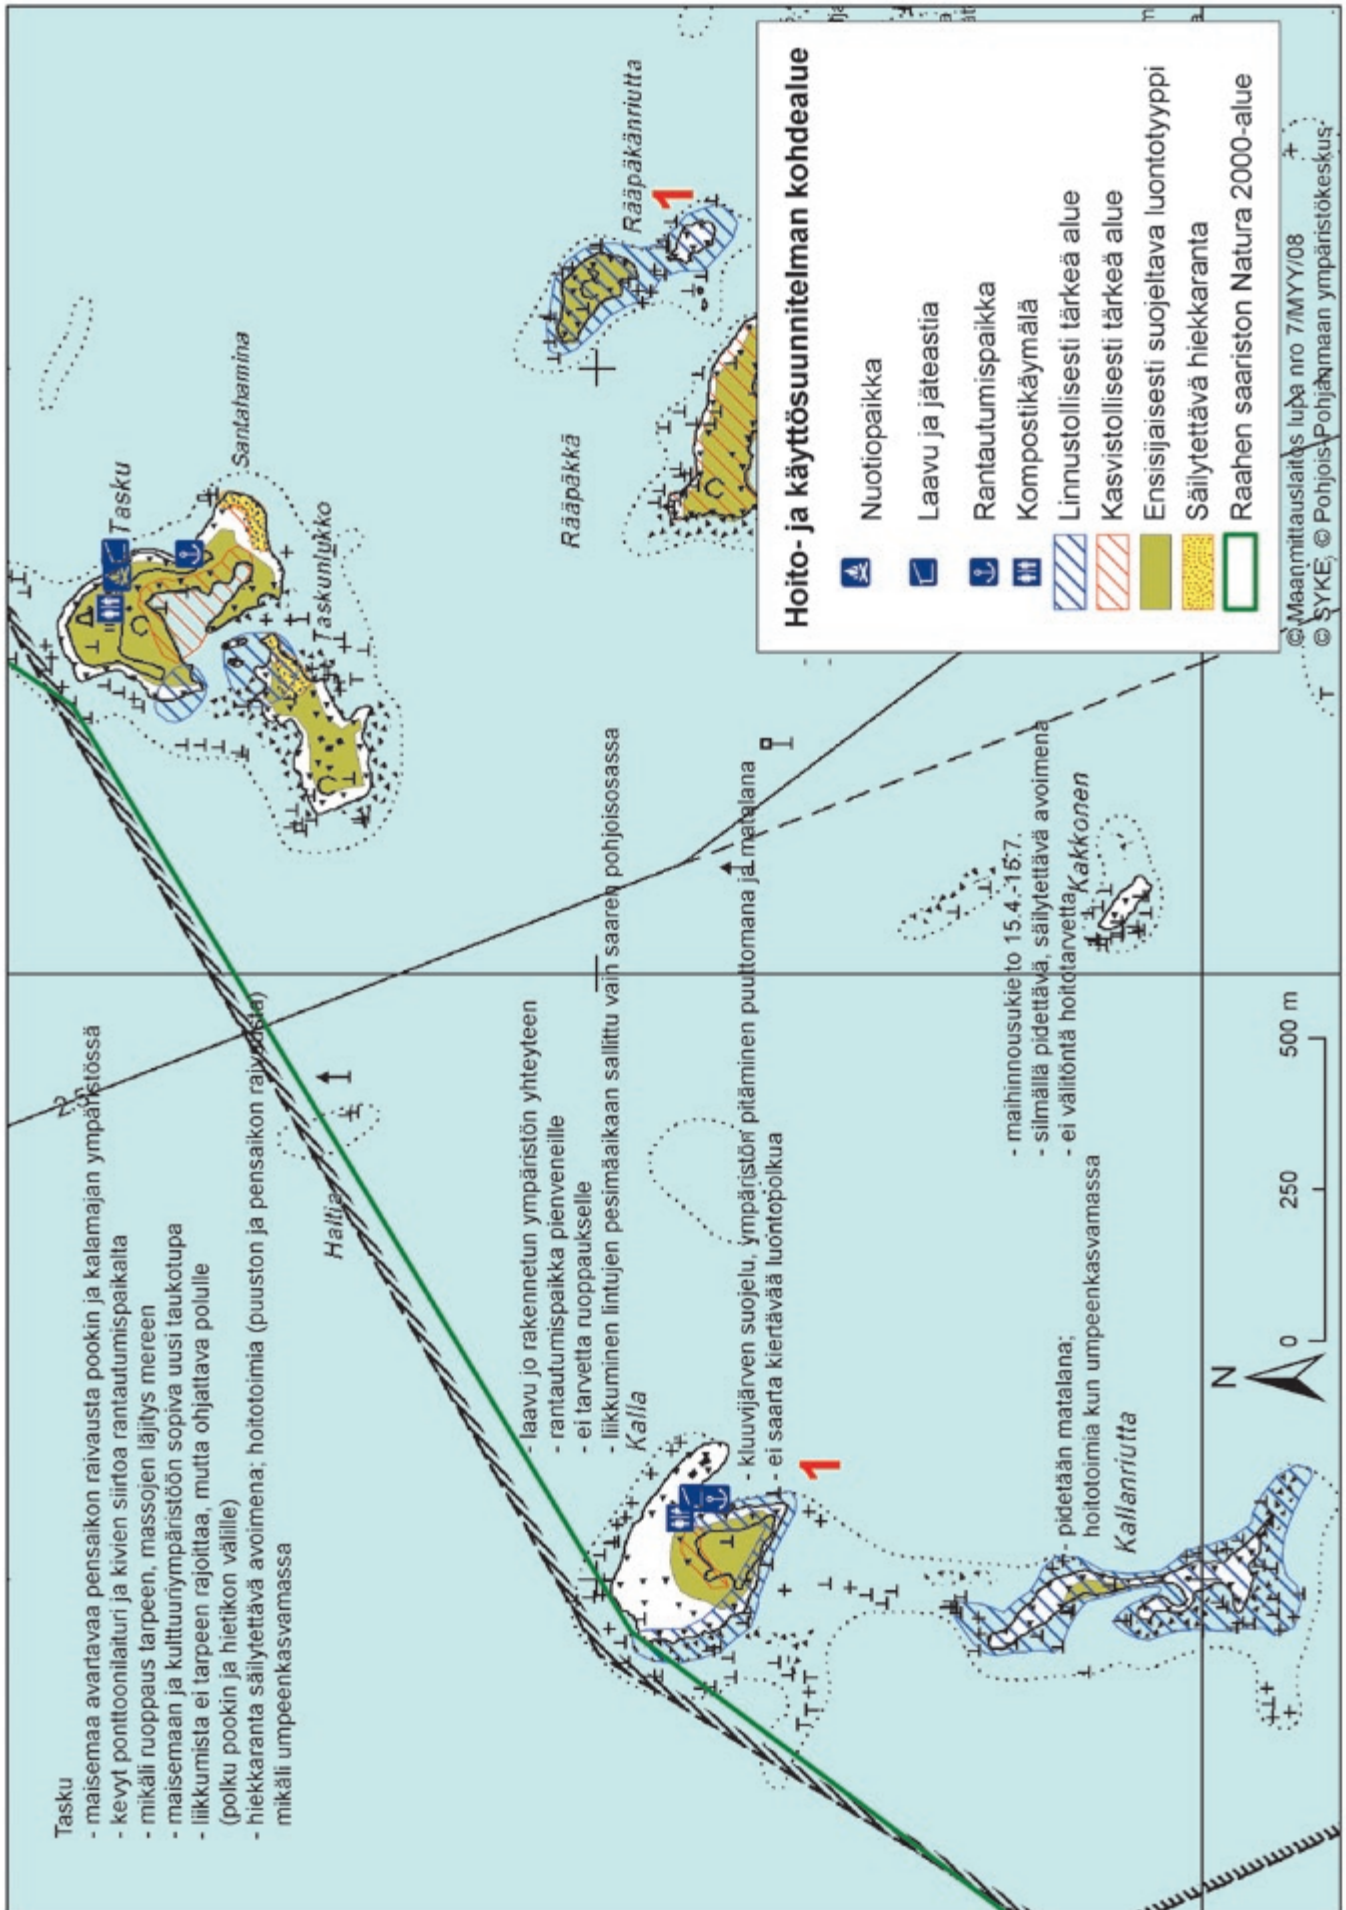 Tasku
- maisemaa avartavaa pensaikon raivausta pookin ja kalamajan ympäristössä
- kevyt ponttoonilaituri ja kivien siirtoa rantautumispaikalta
- mikäli ruoppaus tarpeen, massojen läjitys mereen
- maisemaan ja kulttuuriympäristöön sopiva uusi taukotupa
- liikkumista ei tarpeen rajoittaa, mutta ohjattava polulle
(polku pookin ja hietikon välille)
- hiekkaranta säilytettävä avoimena; hoitotoimia (puuston ja pensaikon raivausta)
mikäli umpeenkasvamassa
2.5
Haltia
Tasku
Santahamina
Taskunlukko
- laavu jo rakennetun ympäristön yhteyteen
- rantautumispaikka pienveneille
- ei tarvetta ruoppaukselle
- liikkuminen lintujen pesimäaikaan sallittu vain saaren pohjoisosassa
Kalla
- kluuvijärven suojelu, ympäristön pitäminen puuttomana ja matalana
- ei saarta kiertävää luontopolkua
1
Rääpäkkä
Rääpäkänriutta
1
- maihinnousukielto 15.4.-15.7.
- silmällä pidettävä, säilytettävä avoimena
- ei välitöntä hoitotarvetta
Kakkonen
- pidetään matalana;
hoitotoimia kun umpeenkasvamassa
Kallanriutta
N
0 250 500 m
Hoito- ja käyttösuunnitelman kohdealue
Nuotiopaikka
Laavu ja jäteastia
Rantautumispaikka
Kompostikäymälä
Linnustollisesti tärkeä alue
Kasvistollisesti tärkeä alue
Ensisijaisesti suojeltava luontotyyppi
Säilytettävä hiekkaranta
Raahen saariston Natura 2000-alue
© Maanmittauslaitos lupa nro 7/MYY/08
© SYKE, © Pohjois-Pohjanmaan ympäristökeskus